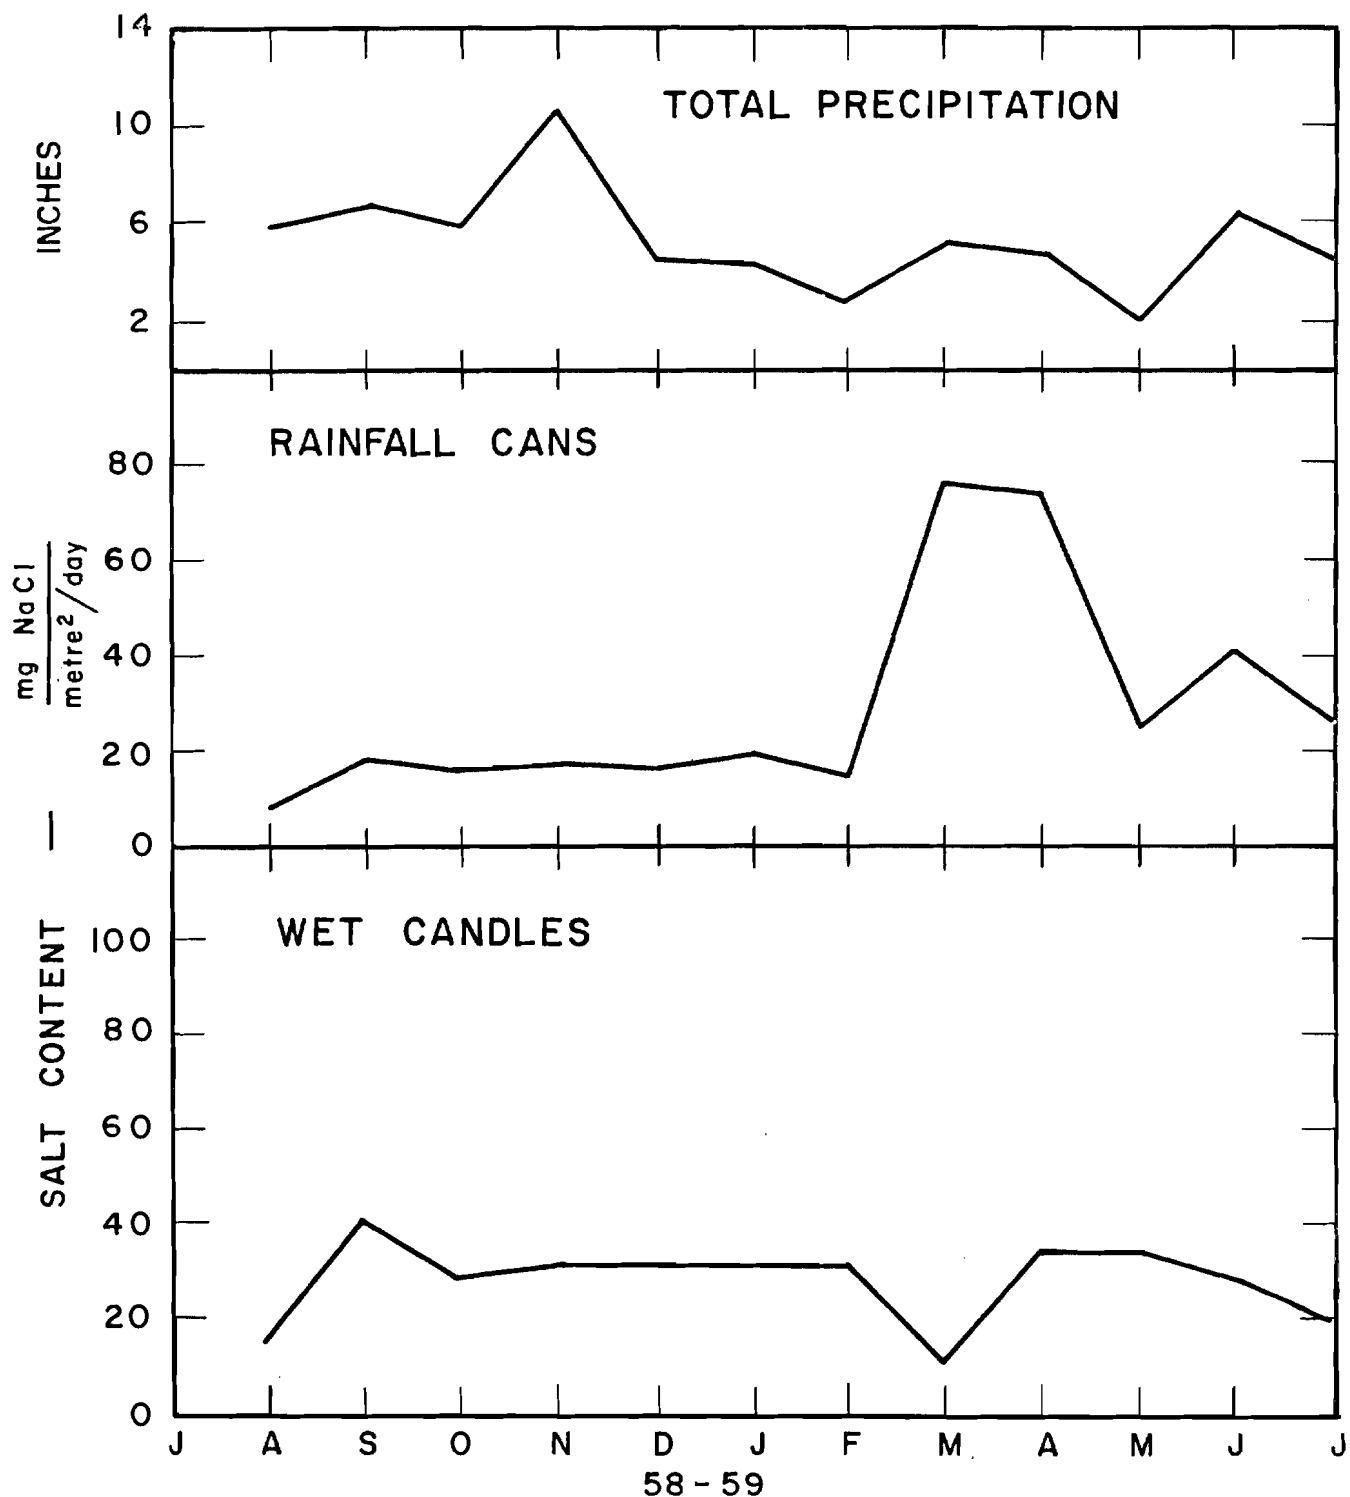 14
TOTAL PRECIPITATION
10
INCHES
6
2
RAINFALL CANS
80
60
40
20
0
SALT CONTENT — mg NaCl
metre²/day
WET CANDLES
100
80
60
40
20
0
J A S O N D J F M A M J J
58-59